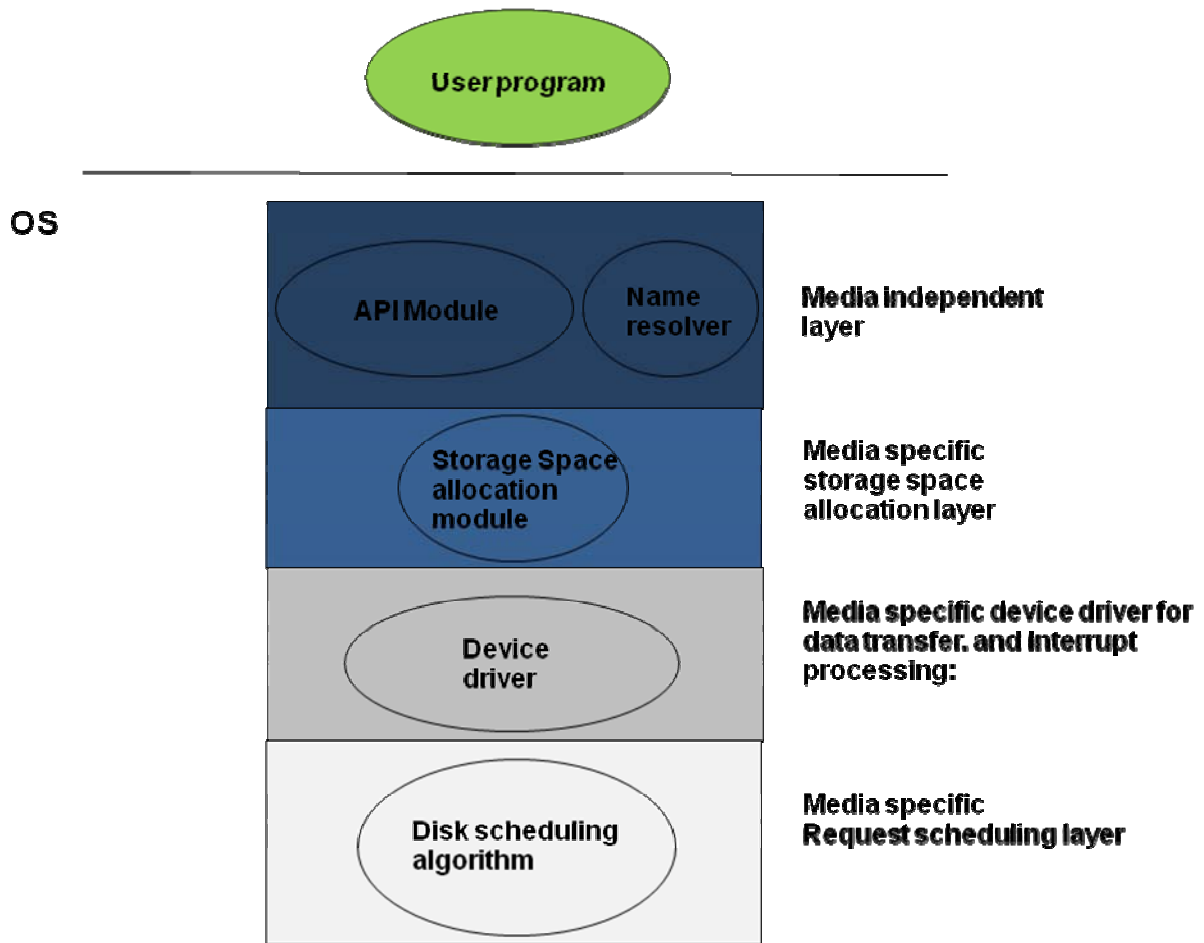 User program
OS
API Module
Name
resolver
Media independent
layer
Storage Space
allocation
module
Media specific
storage space
allocation layer
Device
driver
Media specific device driver for
data transfer. and Interrupt
processing:
Disk scheduling
algorithm
Media specific
Request scheduling layer